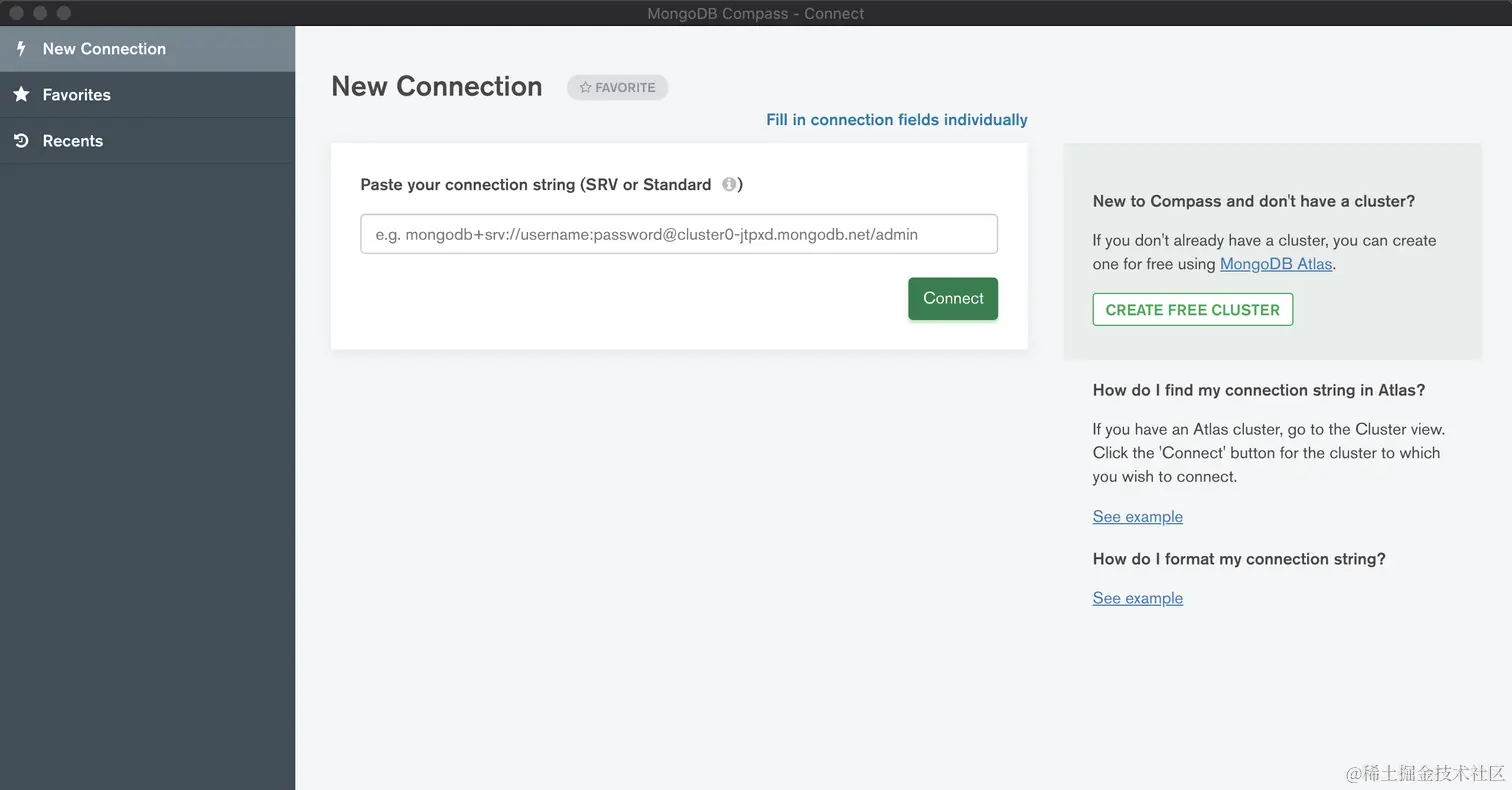 MongoDB Compass - Connect
New Connection
Favorites
Recents
New Connection
FAVORITE
Fill in connection fields individually
Paste your connection string (SRV or Standard )
e.g. mongodb+srv://username:password@cluster0-jtpxd.mongodb.net/admin
Connect
New to Compass and don't have a cluster?
If you don't already have a cluster, you can create
one for free using MongoDB Atlas.
CREATE FREE CLUSTER
How do I find my connection string in Atlas?
If you have an Atlas cluster, go to the Cluster view.
Click the 'Connect' button for the cluster to which
you wish to connect.
See example
How do I format my connection string?
See example
@稀土掘金技术社区